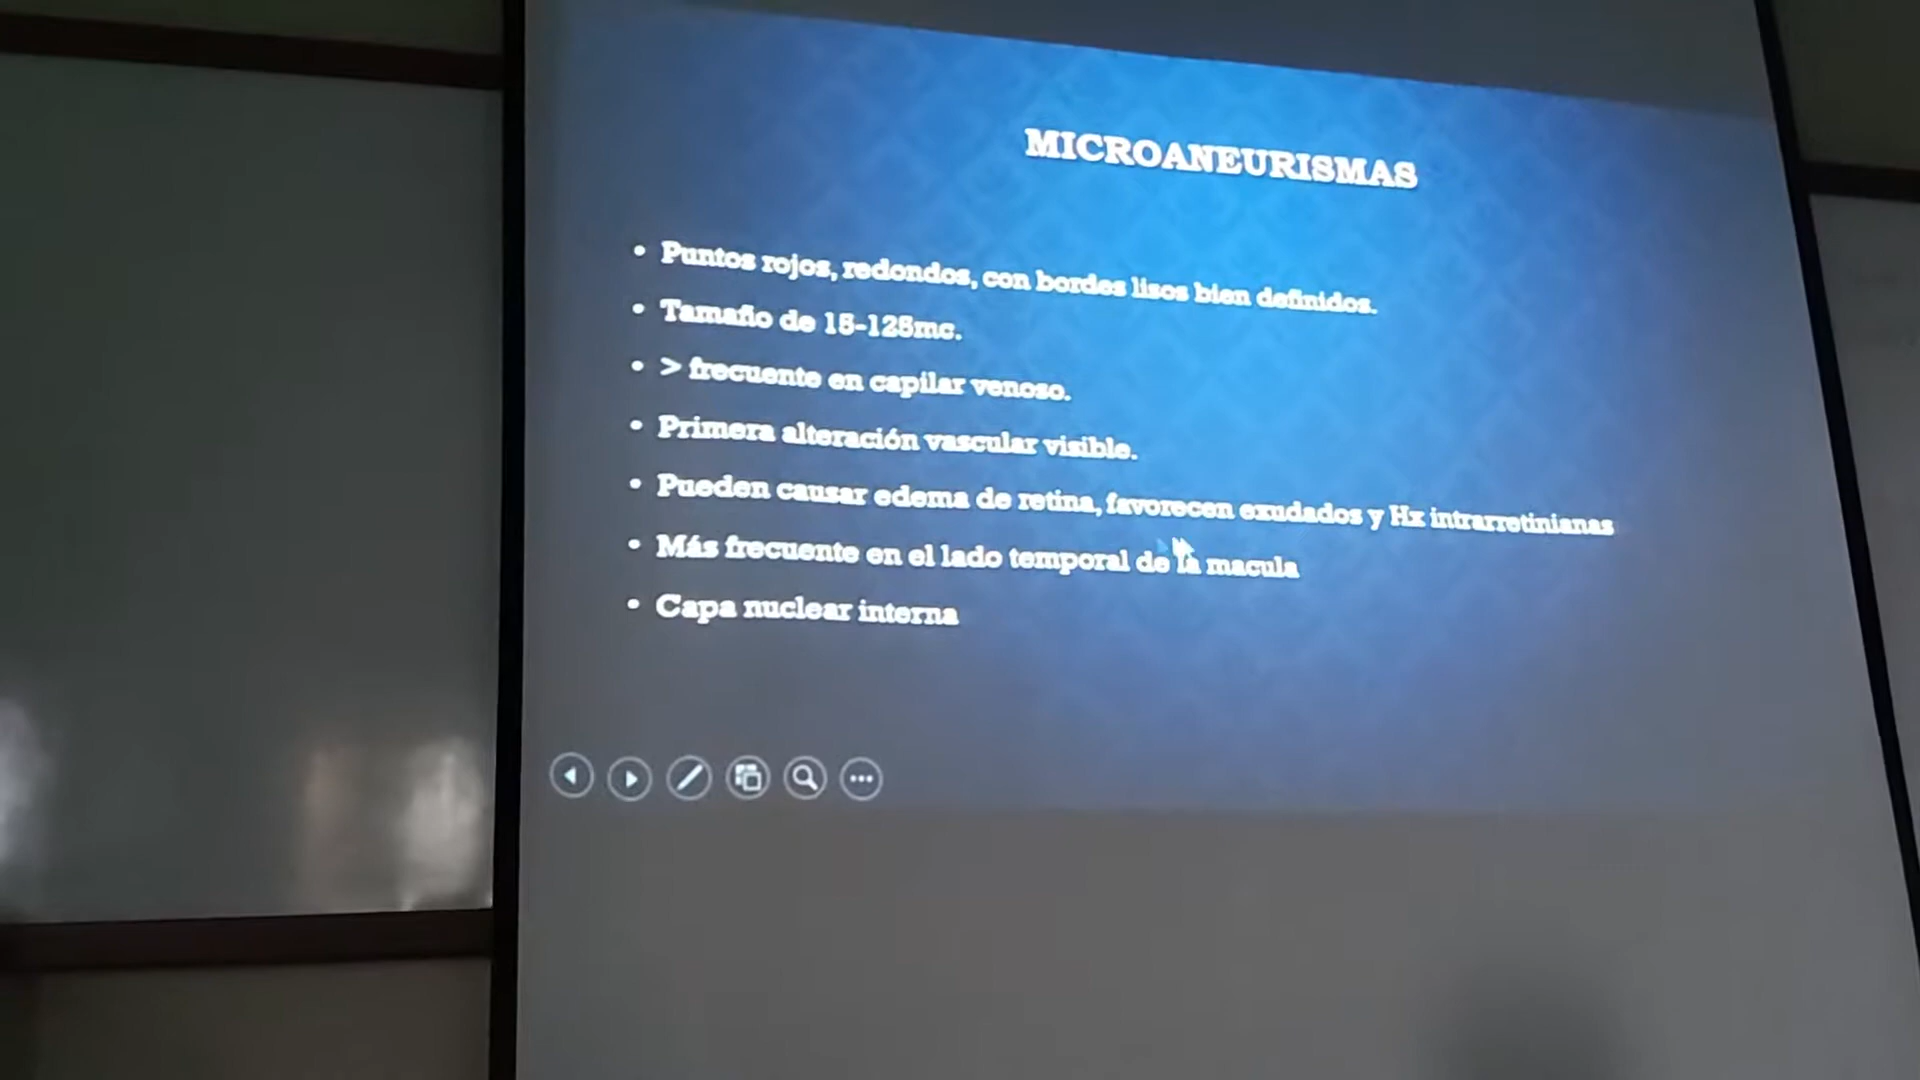 MICROANEURISMAS
• Puntos rojos, redondos, con bordes lisos bien definidos.
• Tamaño de 15-125mc.
• > frecuente en capilar venoso.
• Primera alteración vascular visible.
• Pueden causar edema de retina, favorecen exudados y Hx intrarretinianas
• Más frecuente en el lado temporal de la macula
• Capa nuclear interna